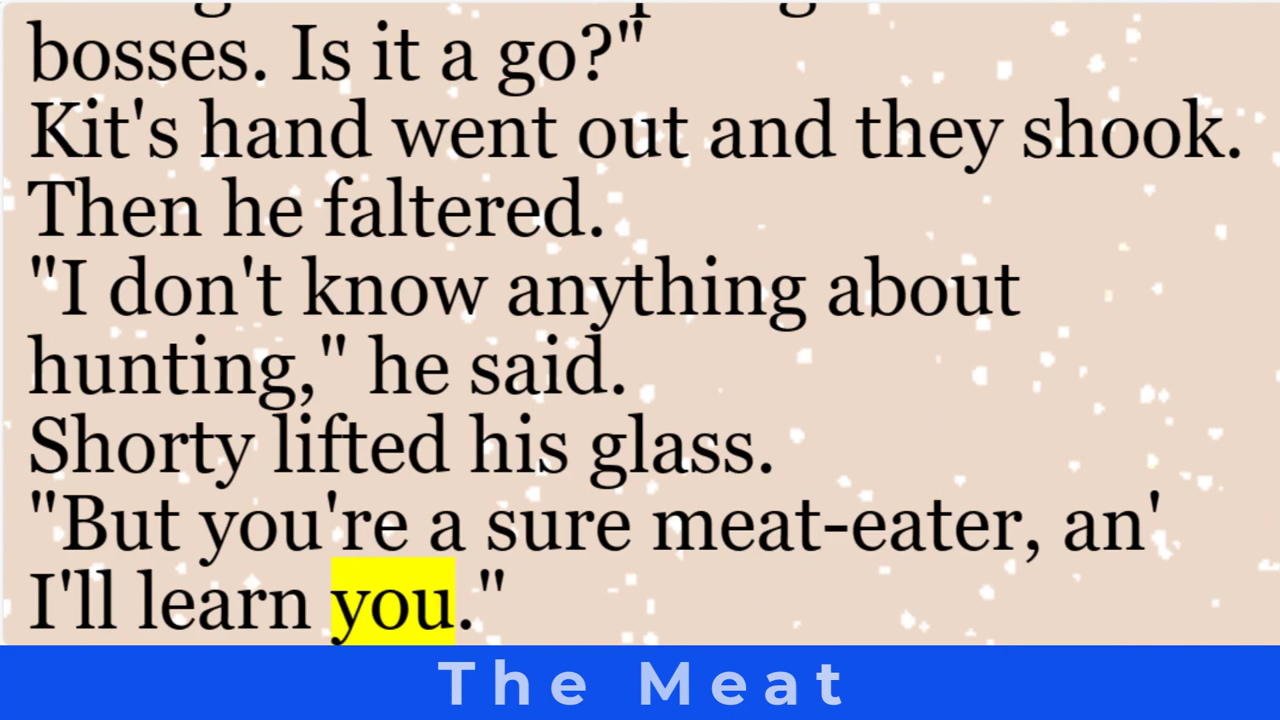 bosses. Is it a go?"
Kit's hand went out and they shook.
Then he faltered.
"I don't know anything about
hunting," he said.
Shorty lifted his glass.
"But you're a sure meat-eater, an'
I'll learn you."
The Meat